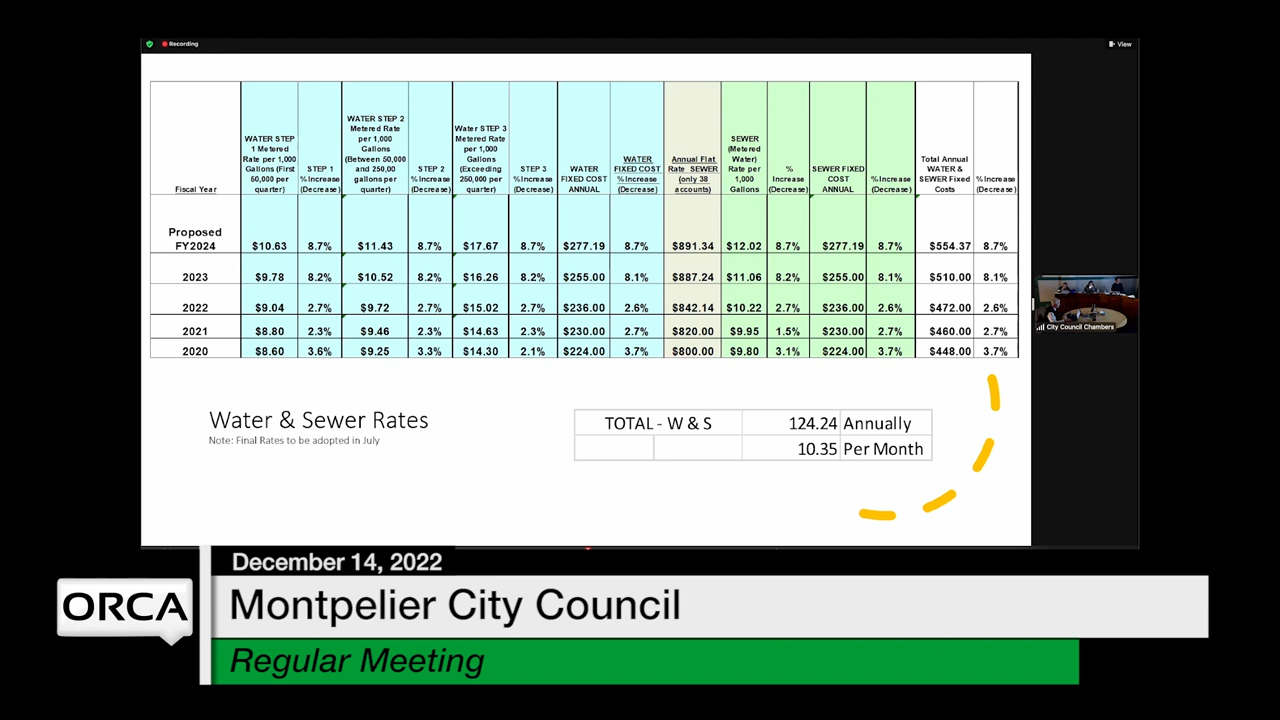 Recording
View
Fiscal Year
WATER STEP
1 Metered
Rate per 1,000
Gallons (First
50,000 per
quarter)
STEP 1
% Increase
(Decrease)
WATER STEP 2
Metered Rate
per 1,000
Gallons
(Between 50,000
and 250,00
gallons per
quarter)
STEP 2
% Increase
(Decrease)
Water STEP 3
Metered Rate
per 1,000
Gallons
(Exceeding
250,000 per
quarter)
STEP 3
% Increase
(Decrease)
WATER
FIXED COST
ANNUAL
WATER
FIXED COST
% Increase
(Decrease)
Annual Flat
Rate SEWER
(only 38
accounts)
SEWER
(Metered
Water)
Rate per
1,000
Gallons
%
Increase
(Decrease)
SEWER FIXED
COST
ANNUAL
% Increase
(Decrease)
Total Annual
WATER &
SEWER Fixed
Costs
% Increase
(Decrease)
Proposed
FY2024 $10.63 8.7% $11.43 8.7% $17.67 8.7% $277.19 8.7% $891.34 $12.02 8.7% $277.19 8.7% $554.37 8.7%
2023 $9.78 8.2% $10.52 8.2% $16.26 8.2% $255.00 8.1% $887.24 $11.06 8.2% $255.00 8.1% $510.00 8.1%
2022 $9.04 2.7% $9.72 2.7% $15.02 2.7% $236.00 2.6% $842.14 $10.22 2.7% $236.00 2.6% $472.00 2.6%
2021 $8.80 2.3% $9.46 2.3% $14.63 2.3% $230.00 2.7% $820.00 $9.95 1.5% $230.00 2.7% $460.00 2.7%
2020 $8.60 3.6% $9.25 3.3% $14.30 2.1% $224.00 3.7% $800.00 $9.80 3.1% $224.00 3.7% $448.00 3.7%
City Council Chambers
Water & Sewer Rates
Note: Final Rates to be adopted in July
TOTAL - W & S 124.24 Annually
10.35 Per Month
December 14, 2022
ORCA
Montpelier City Council
Regular Meeting